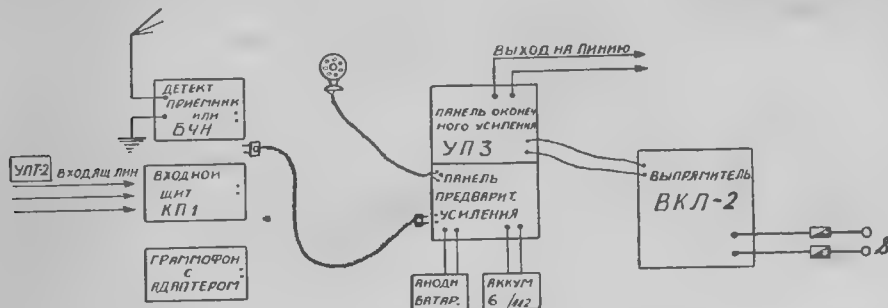 ВЫХОД НА ЛИНИЮ
ДЕТЕКТ
ПРИЕМНИК
ИЛИ
БЧН
ПАНЕЛЬ ОКОНЕЧ
НОГО УСИЛЕНИЯ
УП3
УПТ-2
ВХОДЯЩ ЛИН
ВХОДНОЙ
ЩИТ
КП1
ПАНЕЛЬ
ПРЕДВАРИТ.
УСИЛЕНИЯ
ВЫПРЯМИТЕЛЬ
ВКЛ-2
ГРАММОФОН
С
АДАПТЕРОМ
АНОДН
БАТАР.
АККУМ
6